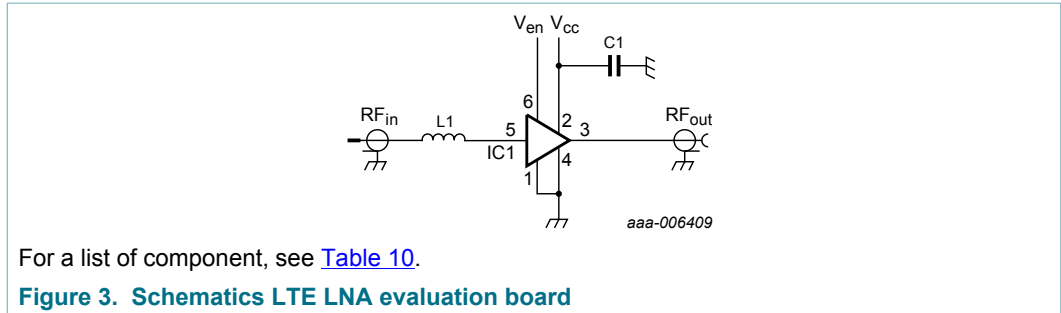 Ven Vcc
C1
6
RFin
L1
5
2
3
RFout
IC1
4
1
aaa-006409
For a list of component, see Table 10.
Figure 3. Schematics LTE LNA evaluation board